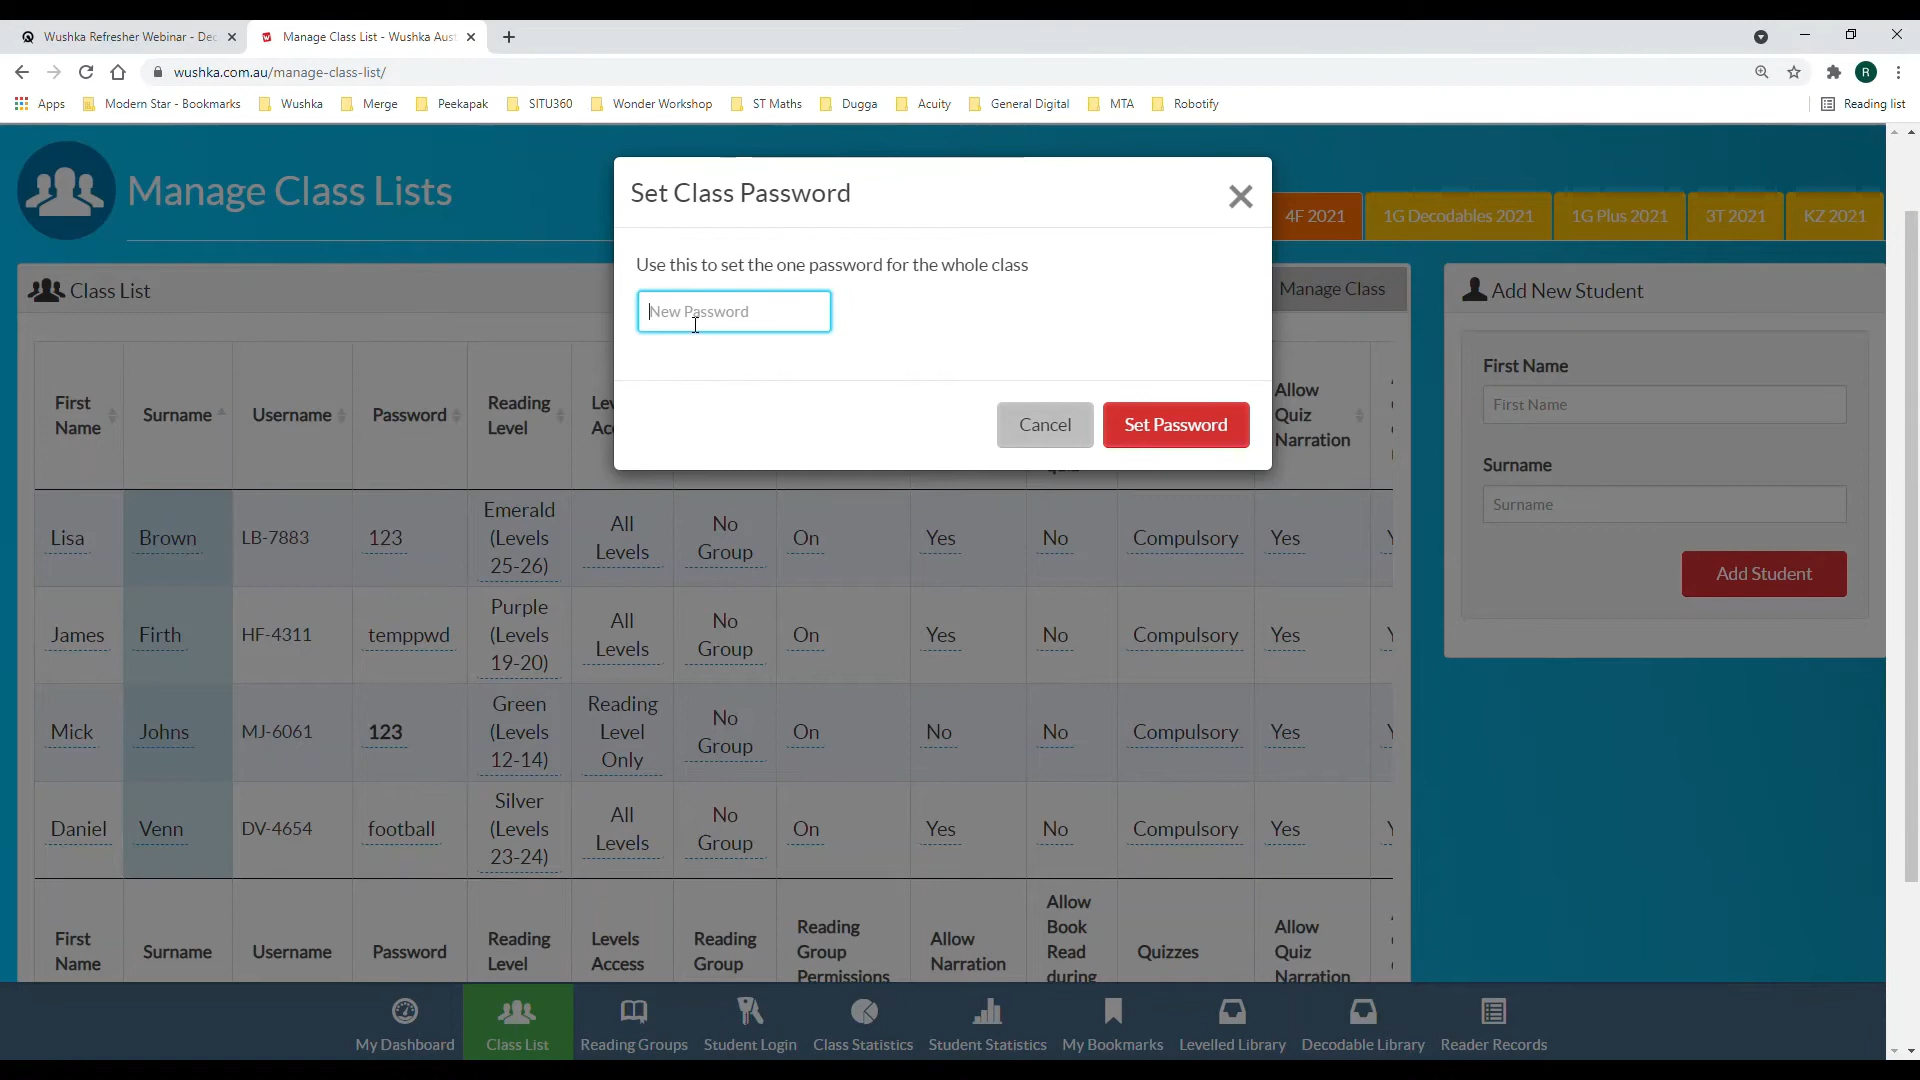 Wushka Refresher Webinar - Dec
Manage Class List - Wushka Aust
wushka.com.au/manage-class-list/
R
Apps
Modern Star - Bookmarks
Wushka
Merge
Peekapak
SITU360
Wonder Workshop
ST Maths
Dugga
Acuity
General Digital
MTA
Robotify
Reading list
Manage Class Lists
4F 2021
1G Decodables 2021
1G Plus 2021
3T 2021
KZ 2021
Set Class Password
Use this to set the one password for the whole class
New Password
Cancel
Set Password
Class List
Manage Class
Add New Student
First Name
First Name
Surname
Surname
Add Student
First
Name
Surname
Username
Password
Reading
Level
Allow
Quiz
Narration
Lisa
Brown
LB-7883
123
Emerald
(Levels
25-26)
All
Levels
No
Group
On
Yes
No
Compulsory
Yes
James
Firth
HF-4311
temppwd
Purple
(Levels
19-20)
All
Levels
No
Group
On
Yes
No
Compulsory
Yes
Mick
Johns
MJ-6061
123
Green
(Levels
12-14)
Reading
Level
Only
No
Group
On
No
No
Compulsory
Yes
Daniel
Venn
DV-4654
football
Silver
(Levels
23-24)
All
Levels
No
Group
On
Yes
No
Compulsory
Yes
First
Name
Surname
Username
Password
Reading
Level
Levels
Access
Reading
Group
Reading
Group
Permissions
Allow
Narration
Allow
Book
Read
during
Quizzes
Allow
Quiz
Narration
My Dashboard
Class List
Reading Groups
Student Login
Class Statistics
Student Statistics
My Bookmarks
Levelled Library
Decodable Library
Reader Records